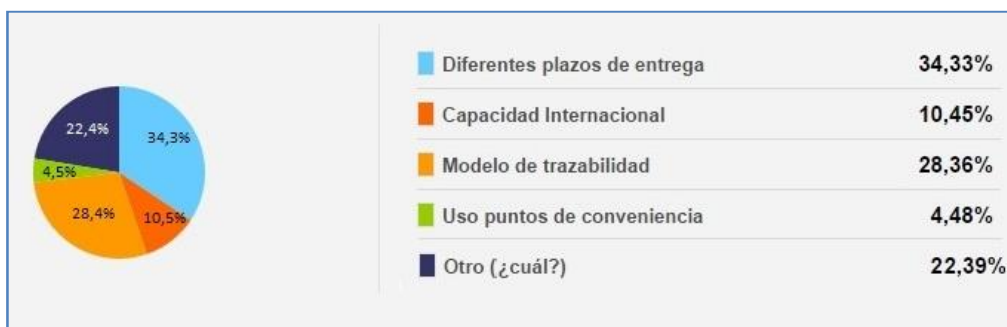 22,4%
34,3%
4,5%
28,4%
10,5%
Diferentes plazos de entrega 34,33%
Capacidad Internacional 10,45%
Modelo de trazabilidad 28,36%
Uso puntos de conveniencia 4,48%
Otro (¿cuál?) 22,39%